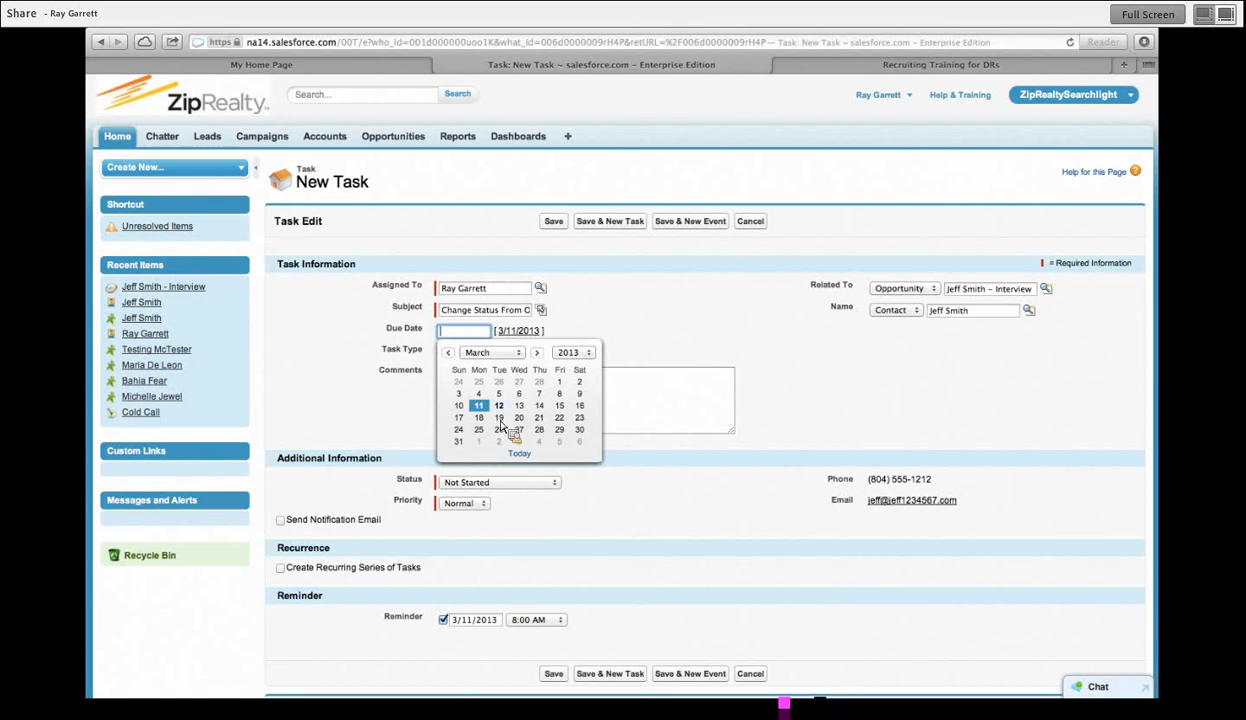 Share - Ray Garrett
Full Screen
https na14.salesforce.com/00T/e?who_id=001d000000uoo1K&what_id=006d0000009rH4P&retURL=%2F006d0000009rH4P — Task: New Task ~ salesforce.com – Enterprise Edition Reader
My Home Page Task: New Task ~ salesforce.com – Enterprise Edition Recruiting Training for DRs +
ZipRealty
Search... Search
Ray Garrett Help & Training ZipRealtySearchlight
Home Chatter Leads Campaigns Accounts Opportunities Reports Dashboards +
Create New...
Shortcut
Unresolved Items
Recent Items
Jeff Smith - Interview
Jeff Smith
Jeff Smith
Ray Garrett
Testing McTester
Maria De Leon
Bahia Fear
Michelle Jewel
Cold Call
Custom Links
Messages and Alerts
Recycle Bin
Task
New Task
Help for this Page ?
Task Edit Save Save & New Task Save & New Event Cancel
Task Information = Required Information
Assigned To Ray Garrett Related To Opportunity Jeff Smith – Interview
Subject Change Status From O Name Contact Jeff Smith
Due Date [ 3/11/2013 ]
Task Type
Comments
March 2013
Sun Mon Tue Wed Thu Fri Sat
24 25 26 27 28 1 2
3 4 5 6 7 8 9
10 11 12 13 14 15 16
17 18 19 20 21 22 23
24 25 26 27 28 29 30
31 1 2 4 5 6
Today
Additional Information
Status Not Started Phone (804) 555-1212
Priority Normal Email jeff@jeff1234567.com
Send Notification Email
Recurrence
Create Recurring Series of Tasks
Reminder
Reminder 3/11/2013 8:00 AM
Save Save & New Task Save & New Event Cancel
Chat